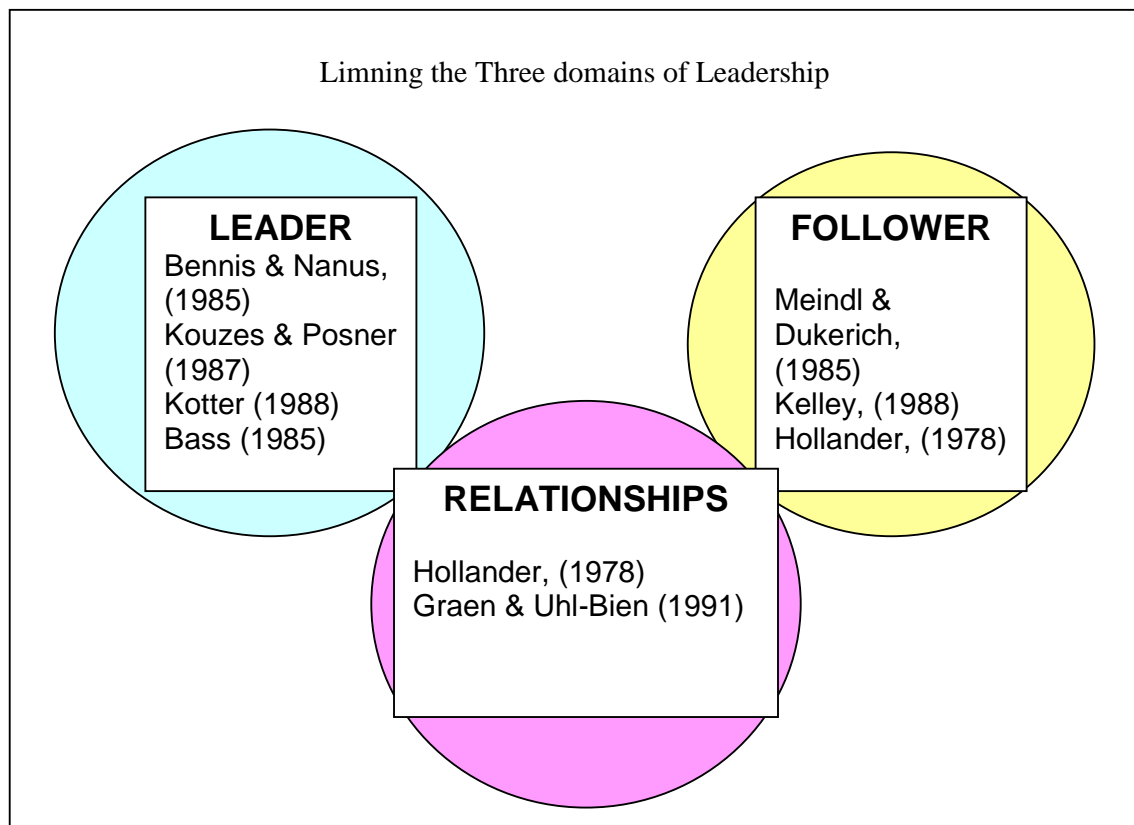 Limning the Three domains of Leadership
LEADER
Bennis & Nanus,
(1985)
Kouzes & Posner
(1987)
Kotter (1988)
Bass (1985)
FOLLOWER
Meindl &
Dukerich,
(1985)
Kelley, (1988)
Hollander, (1978)
RELATIONSHIPS
Hollander, (1978)
Graen & Uhl-Bien (1991)